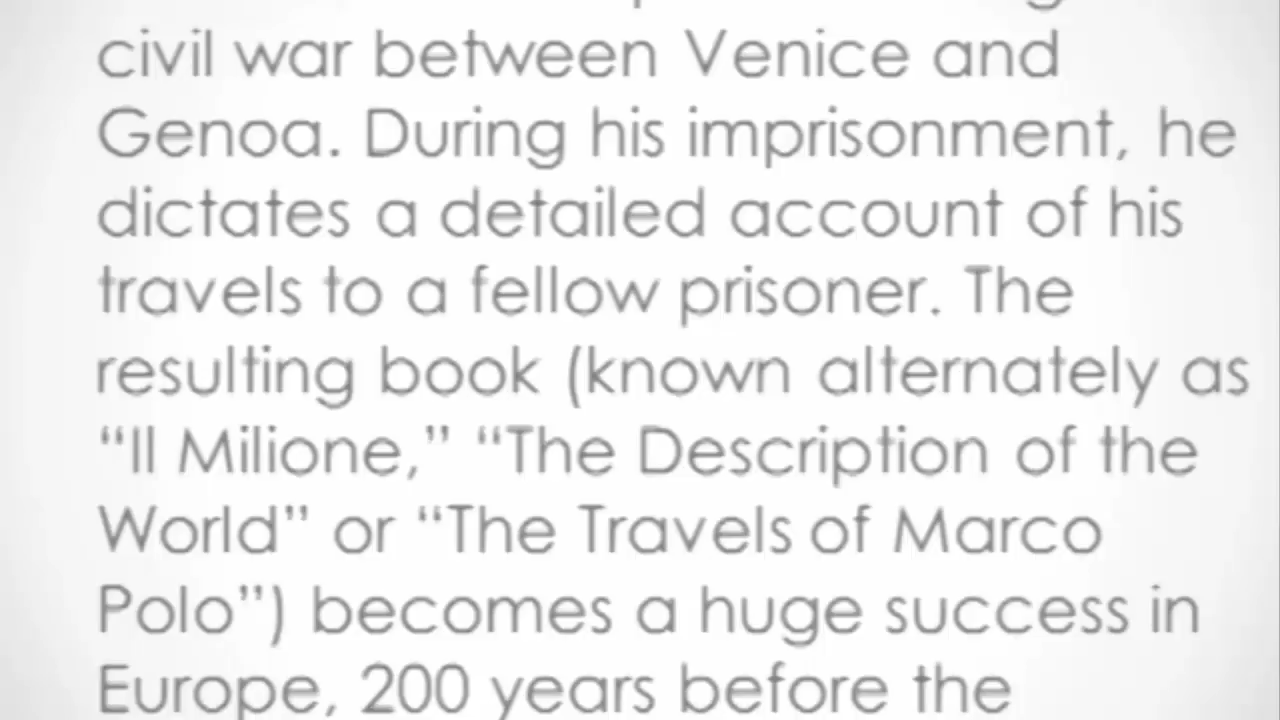 civil war between Venice and
Genoa. During his imprisonment, he
dictates a detailed account of his
travels to a fellow prisoner. The
resulting book (known alternately as
“Il Milione,” “The Description of the
World” or “The Travels of Marco
Polo”) becomes a huge success in
Europe, 200 years before the